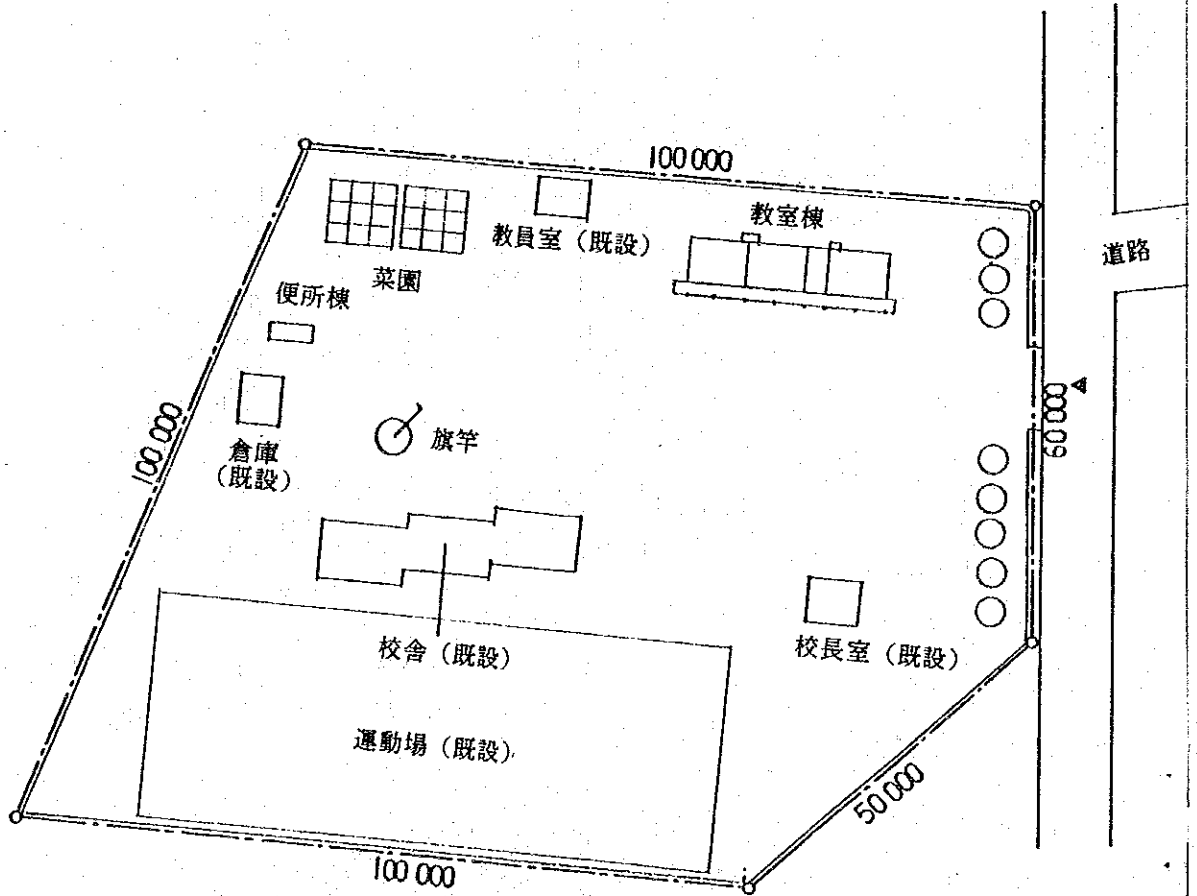 100 000
教室棟
道路
教員室（既設）
菜園
便所棟
60 000
100 000
旗竿
倉庫
（既設）
校舎（既設）
校長室（既設）
運動場（既設）
50 000
100 000